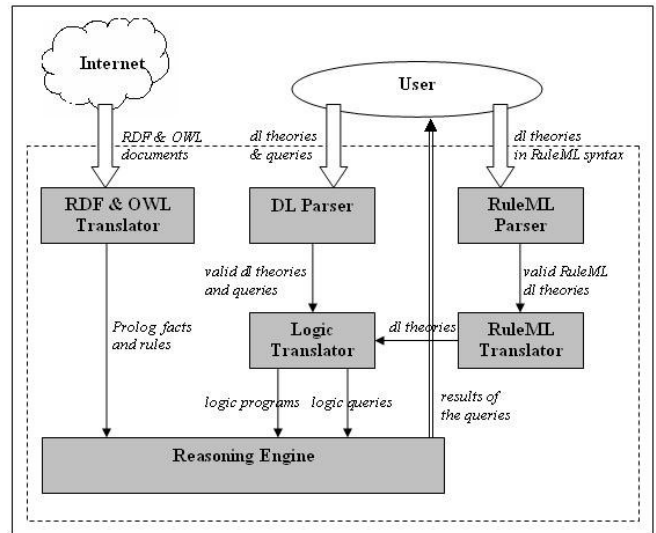 Internet
User
RDF & OWL
documents
dl theories
& queries
dl theories
in RuleML syntax
RDF & OWL
Translator
DL Parser
RuleML
Parser
valid dl theories
and queries
valid RuleML
dl theories
Prolog facts
and rules
Logic
Translator
dl theories
RuleML
Translator
logic programs
logic queries
results of
the queries
Reasoning Engine